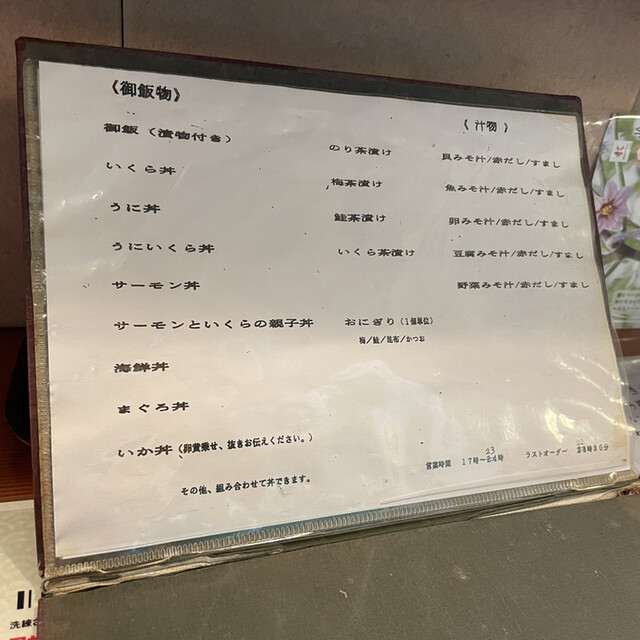 《御飯物》
御飯（漬物付き）
いくら丼
うに丼
うにいくら丼
サーモン丼
サーモンといくらの親子丼
海鮮丼
まぐろ丼
いか丼（卵黄乗せ、抜きお伝えください。）
その他、組み合わせて丼できます。
のり茶漬け
梅茶漬け
鮭茶漬け
いくら茶漬け
おにぎり（1個単位）
梅／鮭／昆布／かつお
《汁物》
貝みそ汁/赤だし/すまし
魚みそ汁/赤だし/すまし
卵みそ汁/赤だし/すまし
豆腐みそ汁/赤だし/すまし
野菜みそ汁/赤だし/すまし
23 22
営業時間 17時〜24時 ラストオーダー 23時30分
洗練